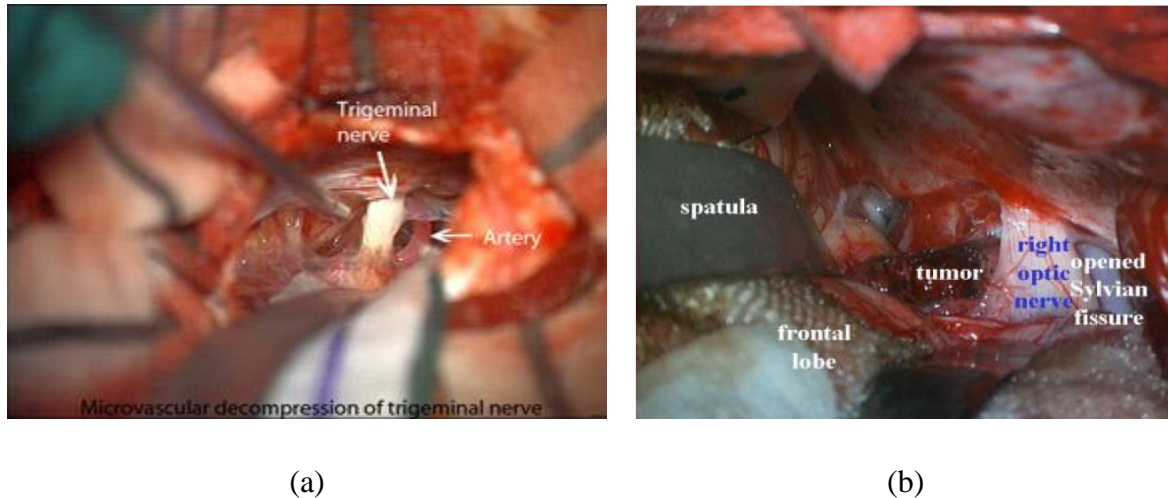 Trigeminal
nerve
Artery
Microvascular decompression of trigeminal nerve
spatula
tumor
right
optic
nerve
opened
Sylvian
fissure
frontal
lobe
(a)
(b)